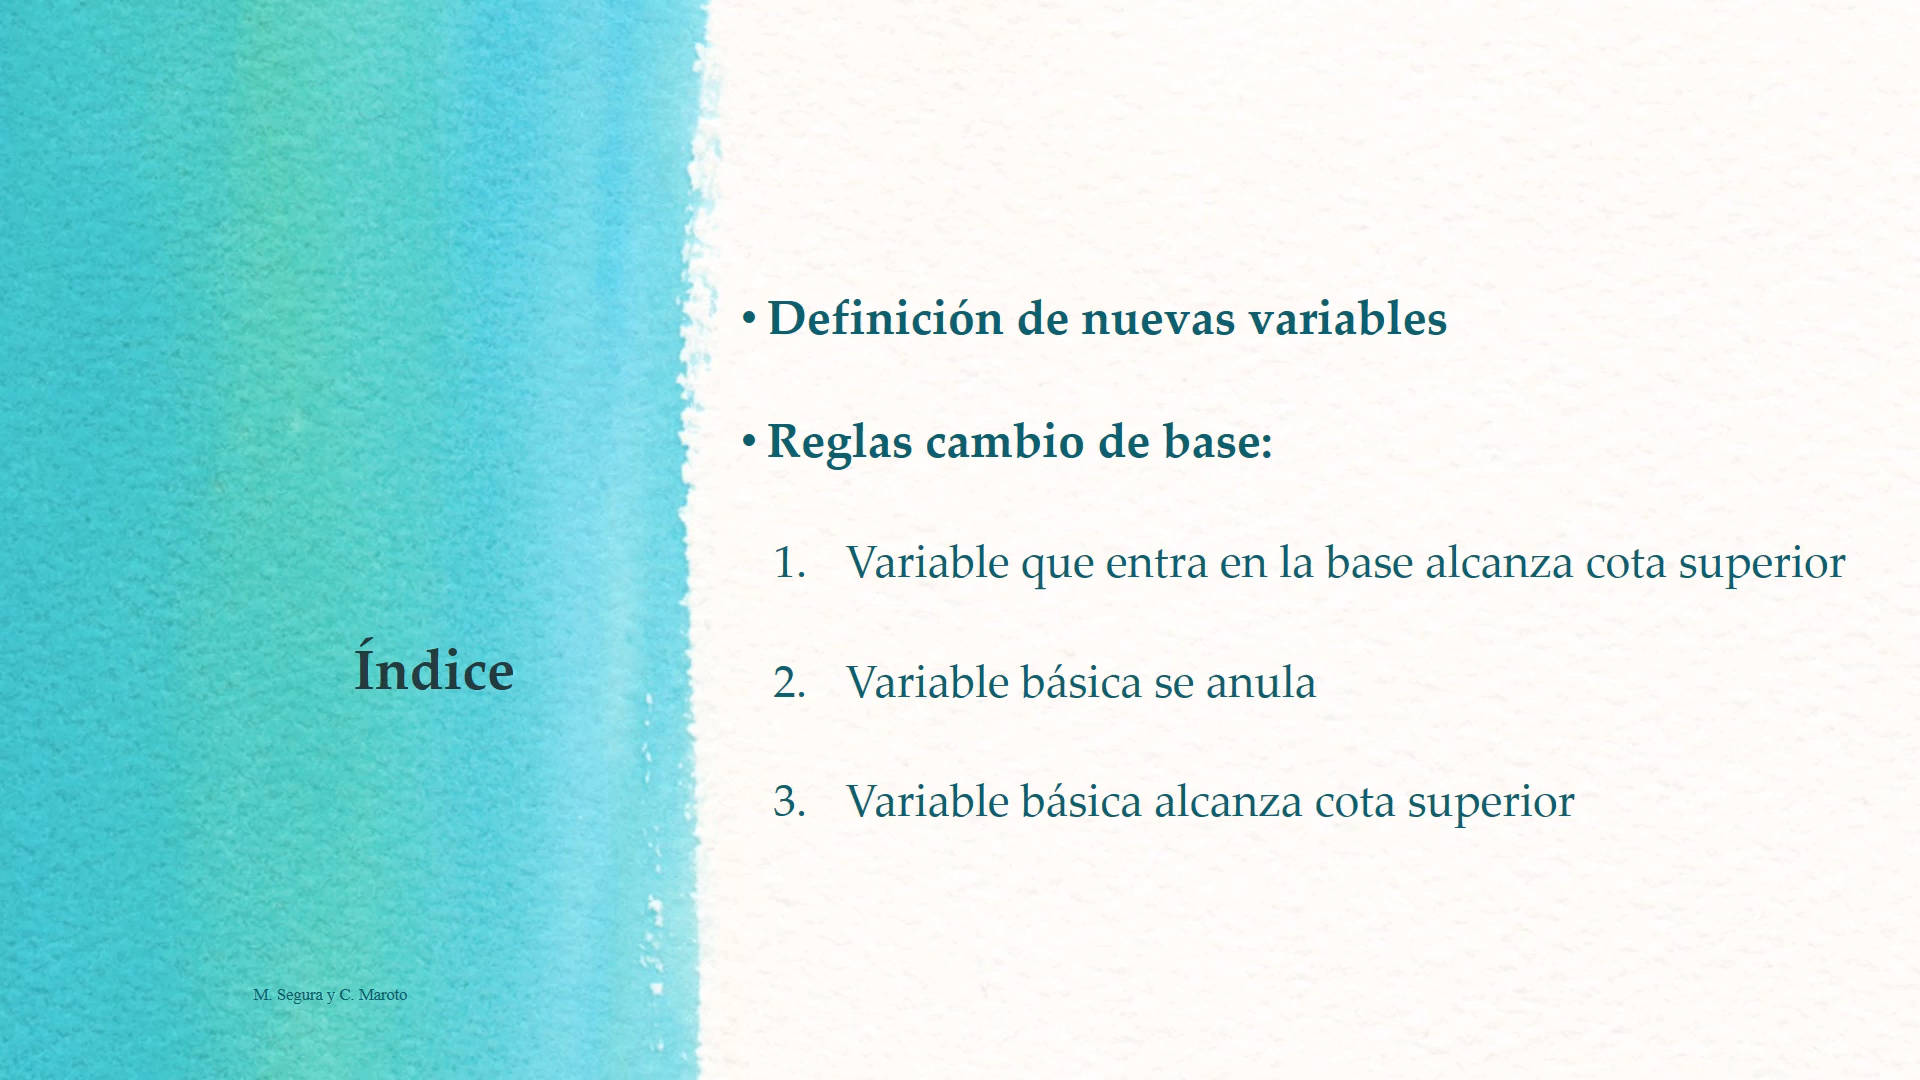 Índice
• Definición de nuevas variables
• Reglas cambio de base:
1. Variable que entra en la base alcanza cota superior
2. Variable básica se anula
3. Variable básica alcanza cota superior
M. Segura y C. Maroto